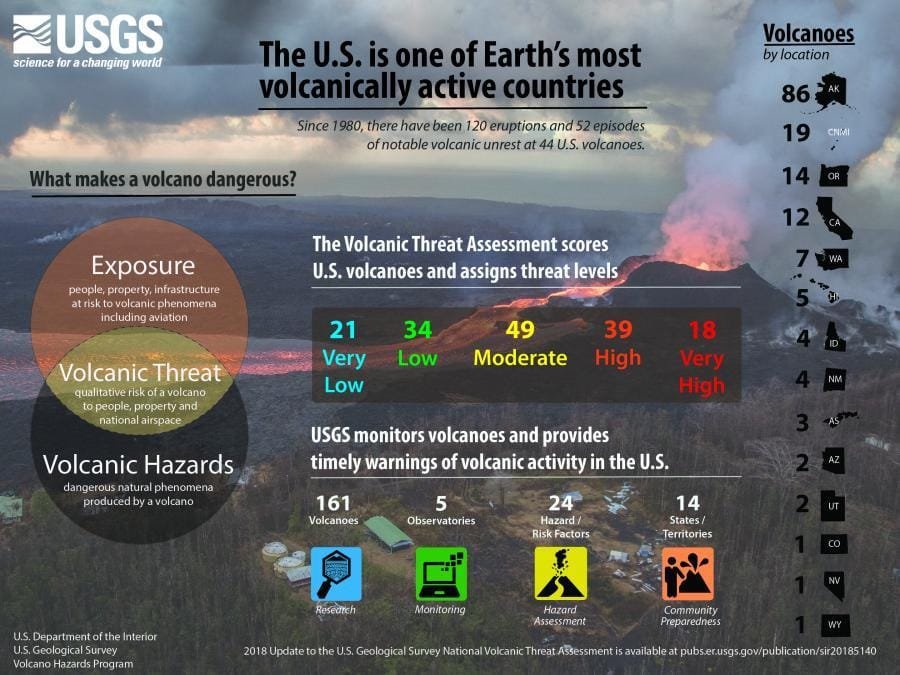 USGS
science for a changing world
The U.S. is one of Earth's most
volcanically active countries
Since 1980, there have been 120 eruptions and 52 episodes
of notable volcanic unrest at 44 U.S. volcanoes.
What makes a volcano dangerous?
Exposure
people, property, infrastructure
at risk to volcanic phenomena
including aviation
Volcanic Threat
qualitative risk of a volcano
to people, property and
national airspace
Volcanic Hazards
dangerous natural phenomena
produced by a volcano
The Volcanic Threat Assessment scores
U.S. volcanoes and assigns threat levels
21
Very
Low
34
Low
49
Moderate
39
High
18
Very
High
USGS monitors volcanoes and provides
timely warnings of volcanic activity in the U.S.
161
Volcanoes
Research
5
Observatories
Monitoring
24
Hazard /
Risk Factors
Hazard
Assessment
14
States /
Territories
Community
Preparedness
Volcanoes
by location
86 AK
19 CNMI
14 OR
12 CA
7 WA
5 HI
4 ID
4 NM
3 AS
2 AZ
2 UT
1 CO
1 NV
1 WY
U.S. Department of the Interior
U.S. Geological Survey
Volcano Hazards Program
2018 Update to the U.S. Geological Survey National Volcanic Threat Assessment is available at pubs.er.usgs.gov/publication/sir20185140